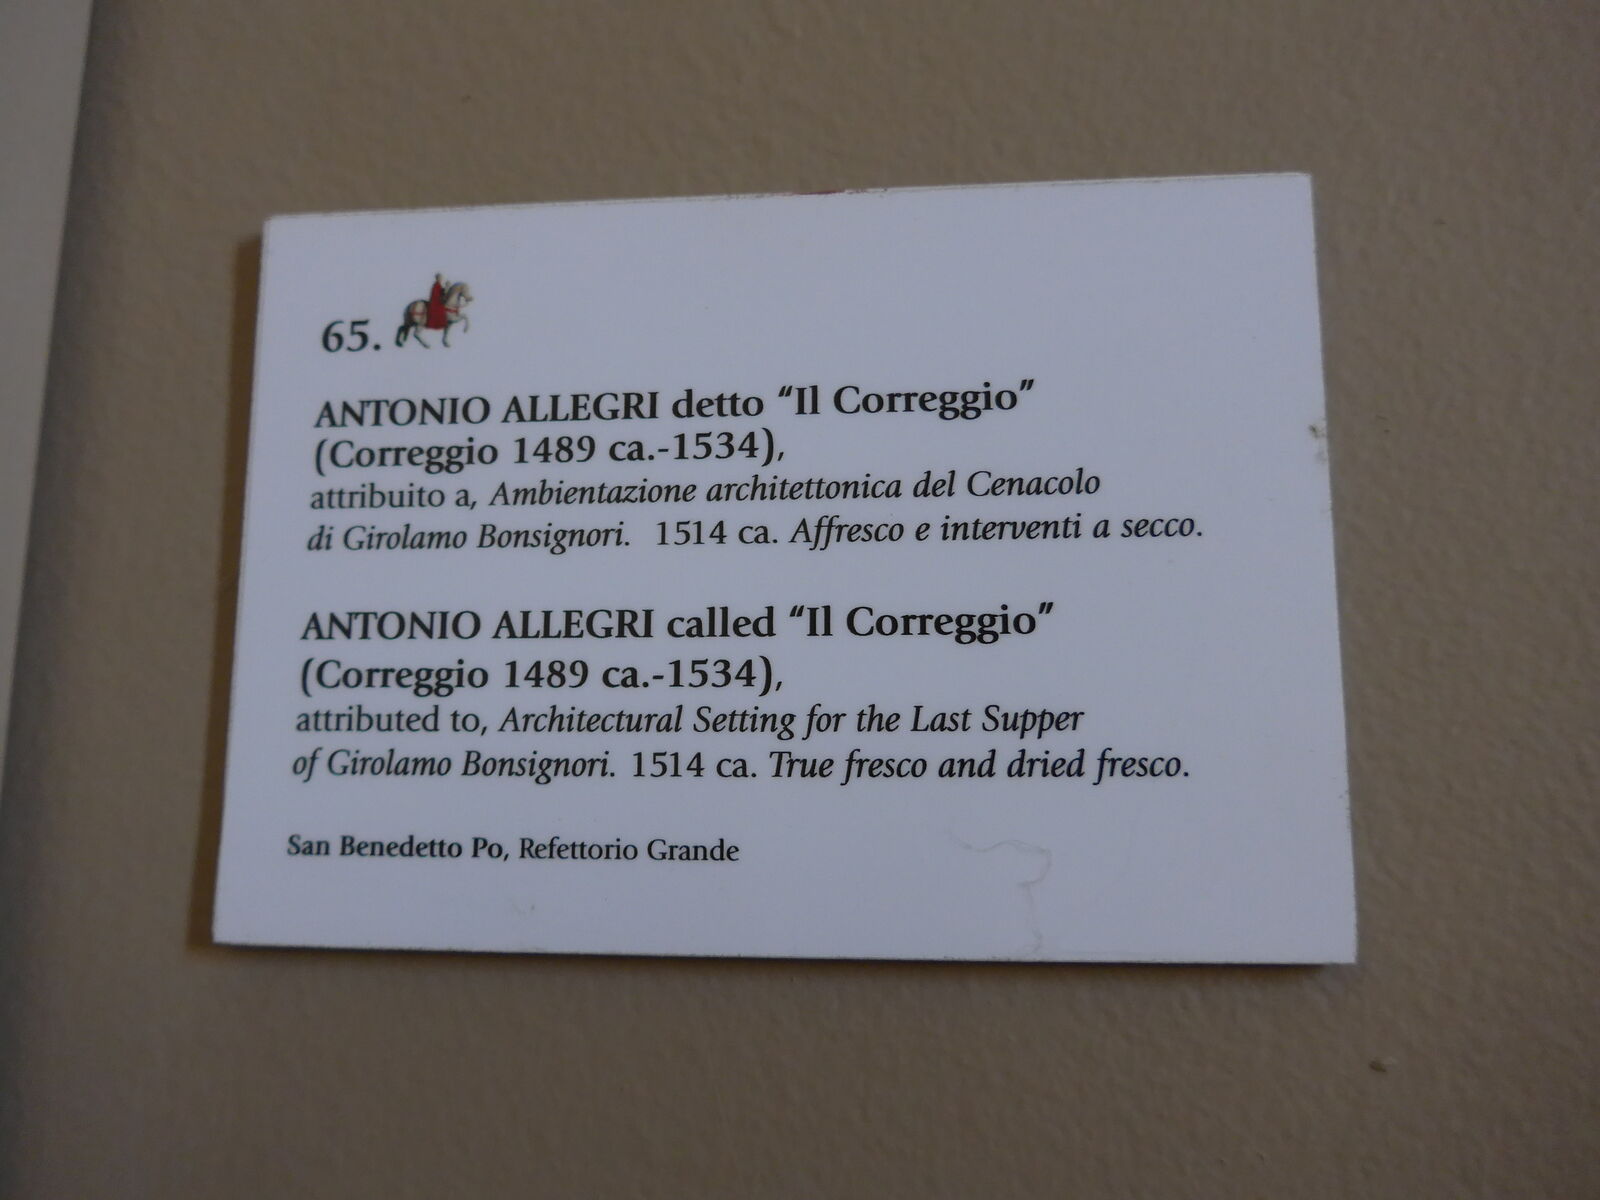 65.
ANTONIO ALLEGRI detto “Il Correggio”
(Correggio 1489 ca.-1534),
attribuito a, Ambientazione architettonica del Cenacolo
di Girolamo Bonsignori. 1514 ca. Affresco e interventi a secco.
ANTONIO ALLEGRI called “Il Correggio”
(Correggio 1489 ca.-1534),
attributed to, Architectural Setting for the Last Supper
of Girolamo Bonsignori. 1514 ca. True fresco and dried fresco.
San Benedetto Po, Refettorio Grande